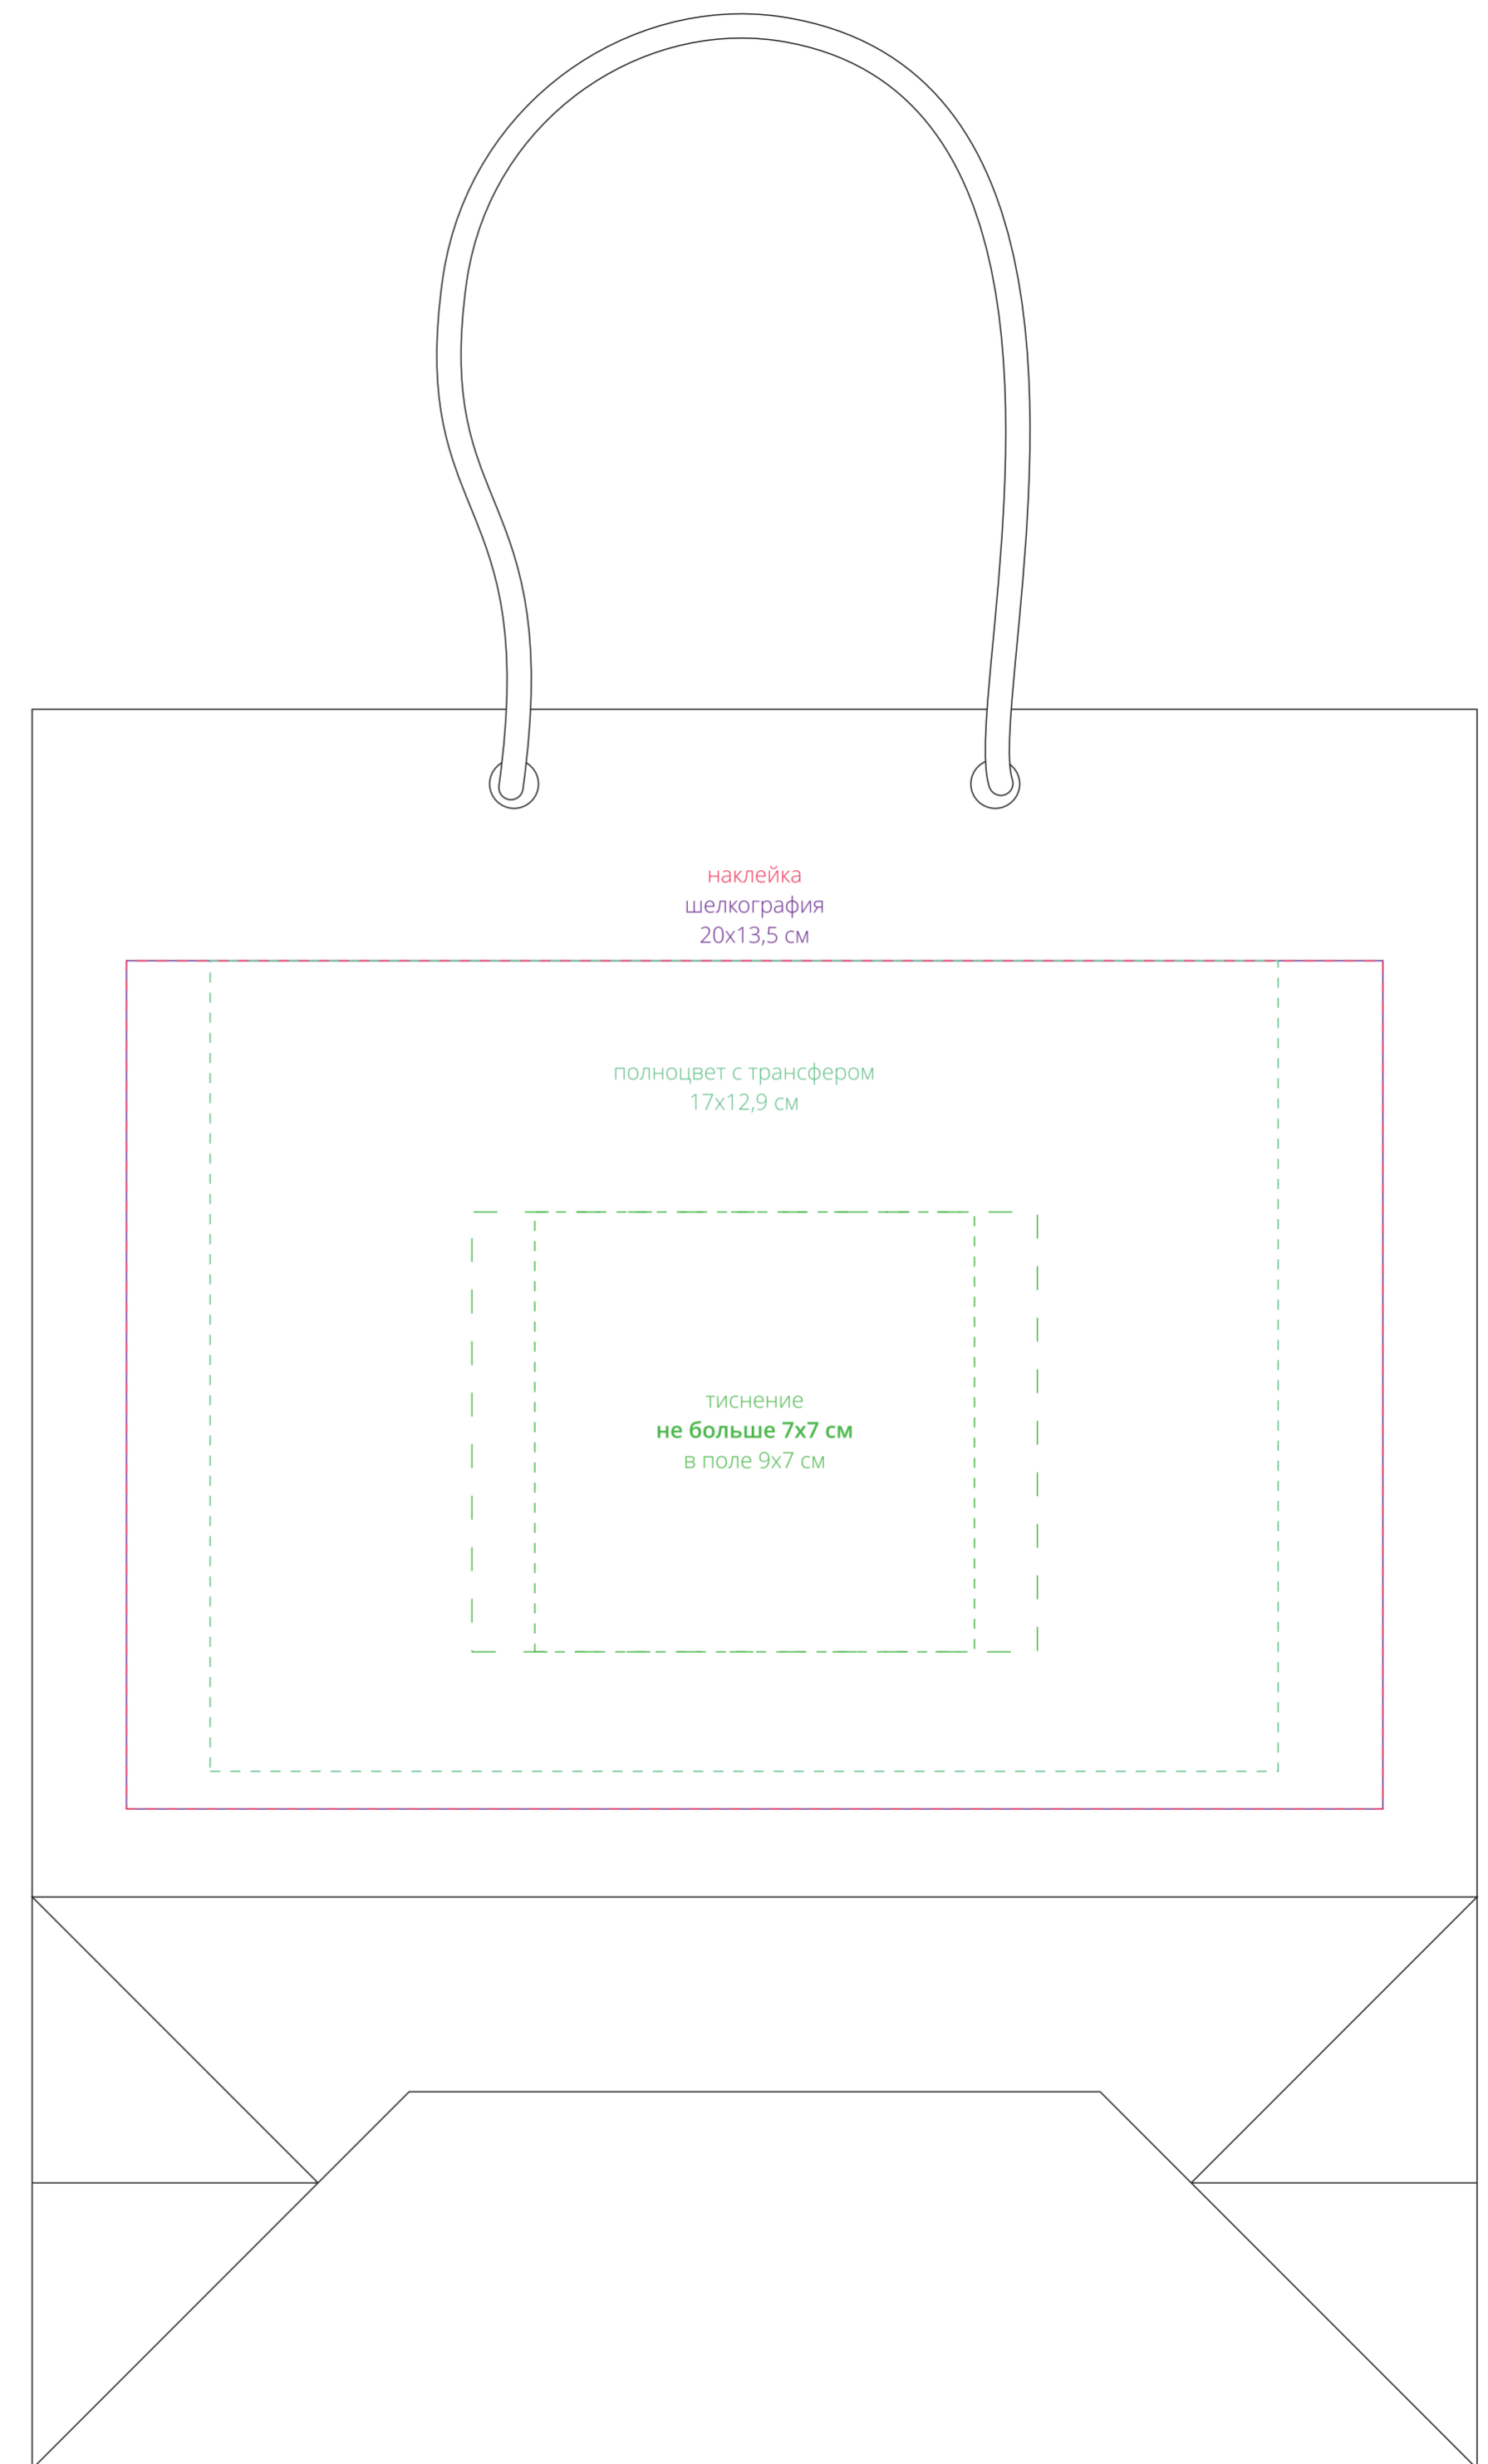 наклейка
шелкография
20х13,5 см
полноцвет с трансфером
17х12,9 см
тиснение
не больше 7х7 см
в поле 9х7 см